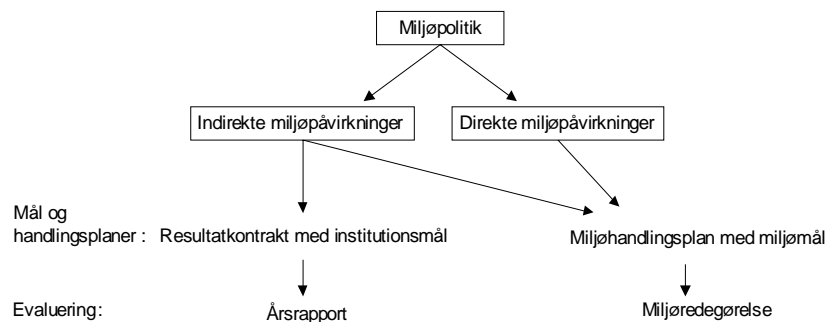 Miljøpolitik
Indirekte miljøpåvirkninger
Direkte miljøpåvirkninger
Mål og
handlingsplaner : Resultatkontrakt med institutionsmål
Miljøhandlingsplan med miljømål
Evaluering: Årsrapport
Miljøredegørelse